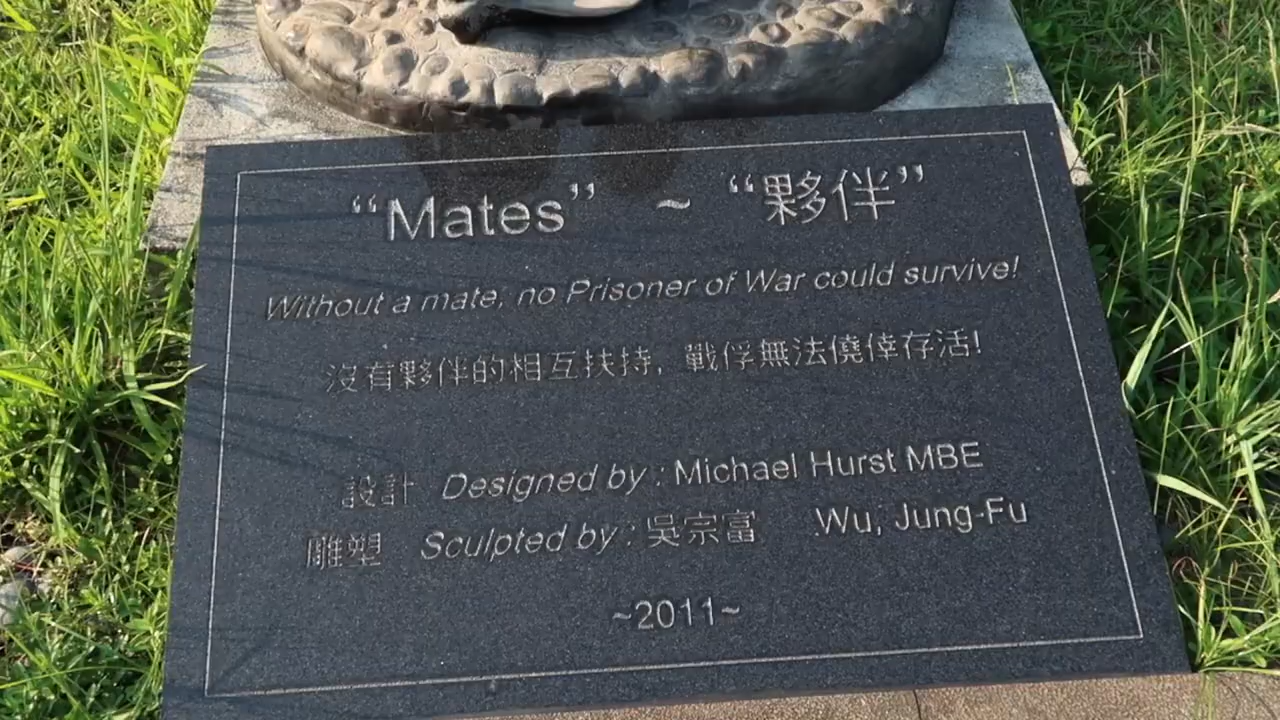 “Mates” ~ “夥伴”
Without a mate, no Prisoner of War could survive!
沒有夥伴的相互扶持, 戰俘無法僥倖存活!
設計 Designed by : Michael Hurst MBE
雕塑 Sculpted by : 吳宗富 Wu, Jung-Fu
~2011~